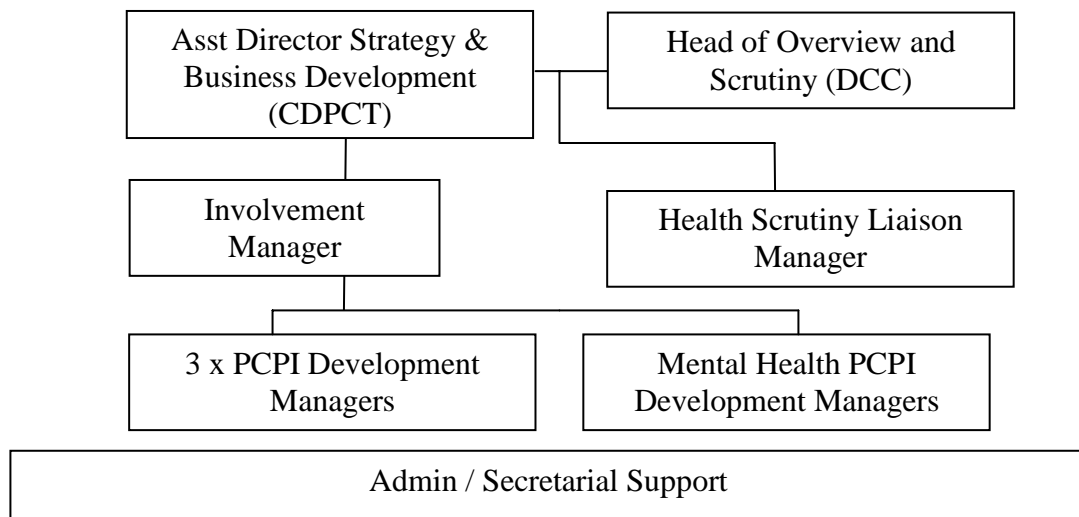 Asst Director Strategy &
Business Development
(CDPCT)
Head of Overview and
Scrutiny (DCC)
Involvement
Manager
Health Scrutiny Liaison
Manager
3 x PCPI Development
Managers
Mental Health PCPI
Development Managers
Admin / Secretarial Support